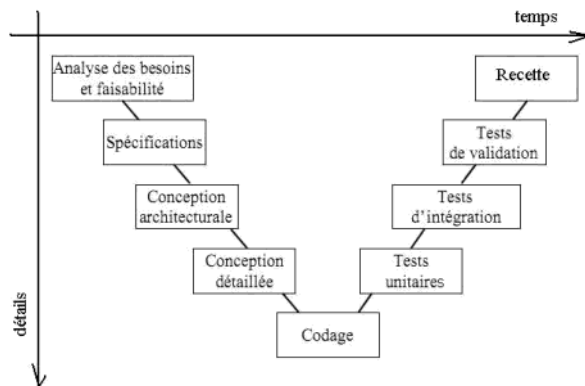 temps
Analyse des besoins
et faisabilité
Recette
Spécifications
Tests
de validation
Conception
architecturale
Tests
d'intégration
Conception
détaillée
Tests
unitaires
Codage
détails